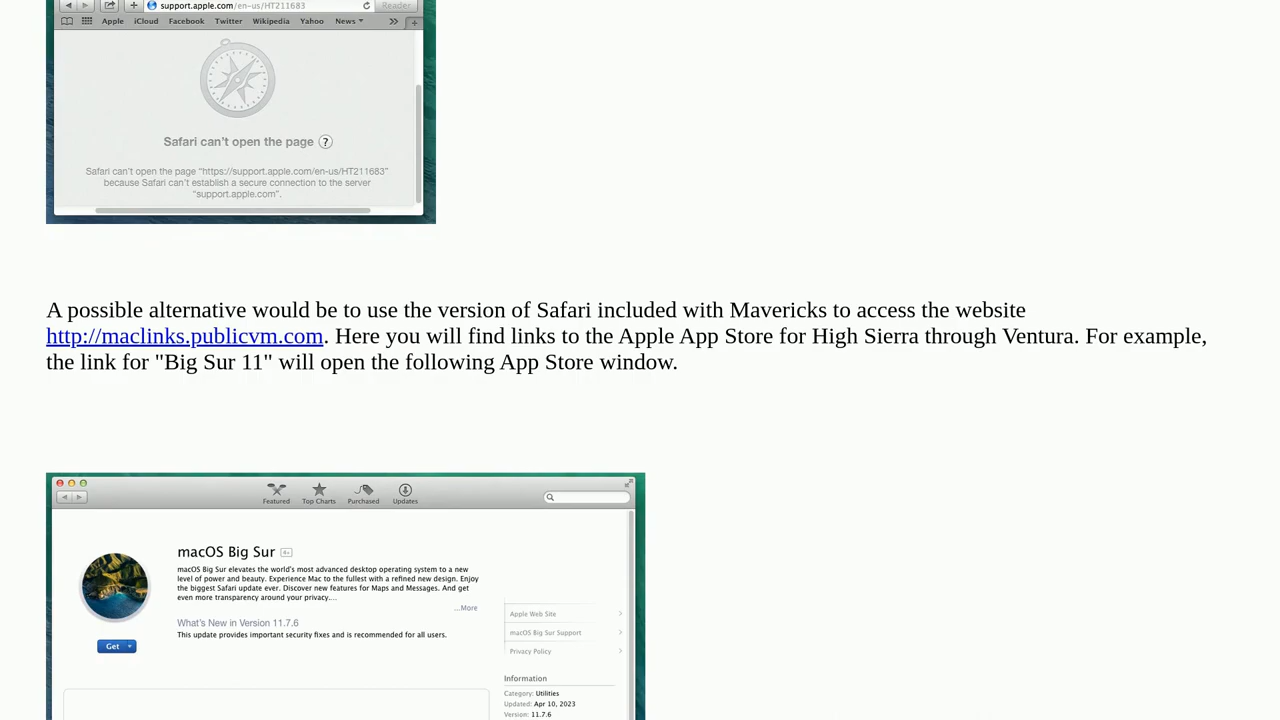 support.apple.com/en-us/HT211683 Reader
Apple iCloud Facebook Twitter Wikipedia Yahoo News
Safari can't open the page ?
Safari can't open the page "https://support.apple.com/en-us/HT211683"
because Safari can't establish a secure connection to the server
"support.apple.com".
A possible alternative would be to use the version of Safari included with Mavericks to access the website
http://maclinks.publicvm.com. Here you will find links to the Apple App Store for High Sierra through Ventura. For example,
the link for "Big Sur 11" will open the following App Store window.
Featured Top Charts Purchased Updates
macOS Big Sur 4+
macOS Big Sur elevates the world's most advanced desktop operating system to a new
level of power and beauty. Experience Mac to the fullest with a refined new design. Enjoy
the biggest Safari update ever. Discover new features for Maps and Messages. And get
even more transparency around your privacy....
...More
What's New in Version 11.7.6
This update provides important security fixes and is recommended for all users.
Get
Apple Web Site
macOS Big Sur Support
Privacy Policy
Information
Category: Utilities
Updated: Apr 10, 2023
Version: 11.7.6